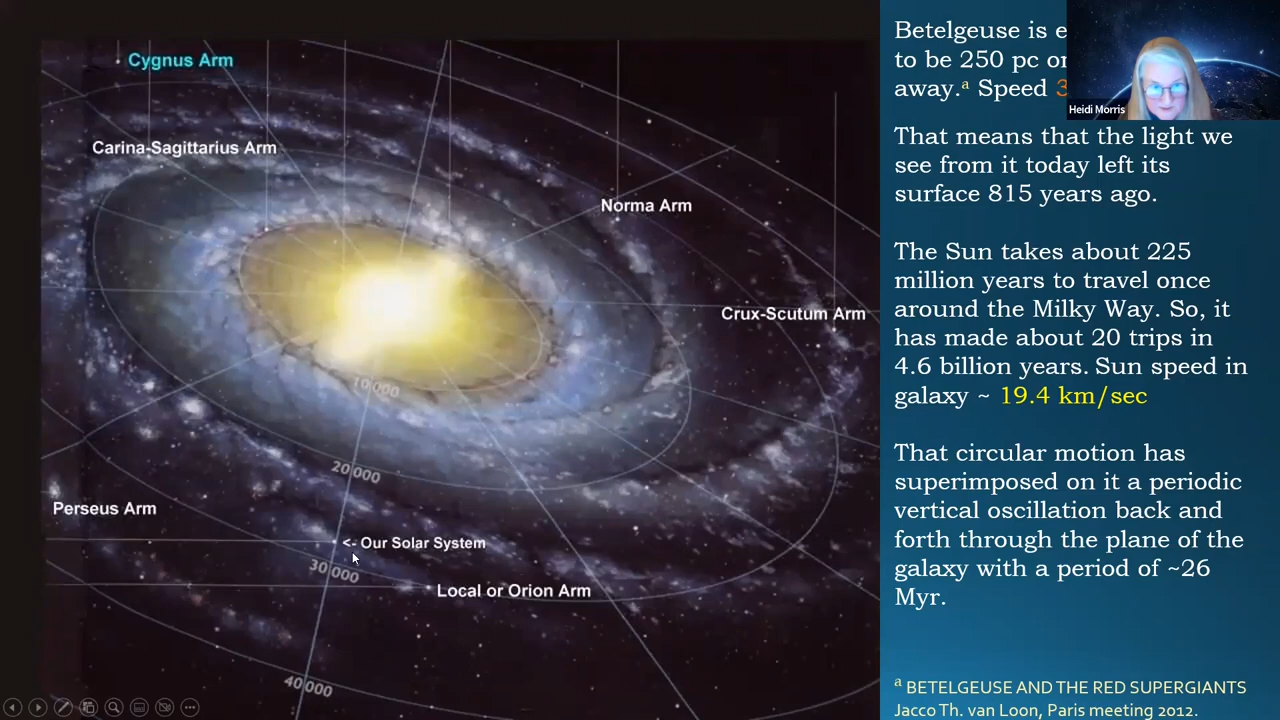 Cygnus Arm
Carina-Sagittarius Arm
Norma Arm
Crux-Scutum Arm
10 000
20 000
Perseus Arm
<- Our Solar System
30 000
Local or Orion Arm
40 000
Betelgeuse is
to be 250 pc
away.ᵃ Speed 3
Heidi Morris
That means that the light we
see from it today left its
surface 815 years ago.
The Sun takes about 225
million years to travel once
around the Milky Way. So, it
has made about 20 trips in
4.6 billion years. Sun speed in
galaxy ~ 19.4 km/sec
That circular motion has
superimposed on it a periodic
vertical oscillation back and
forth through the plane of the
galaxy with a period of ~26
Myr.
ᵃ BETELGEUSE AND THE RED SUPERGIANTS
Jacco Th. van Loon, Paris meeting 2012.